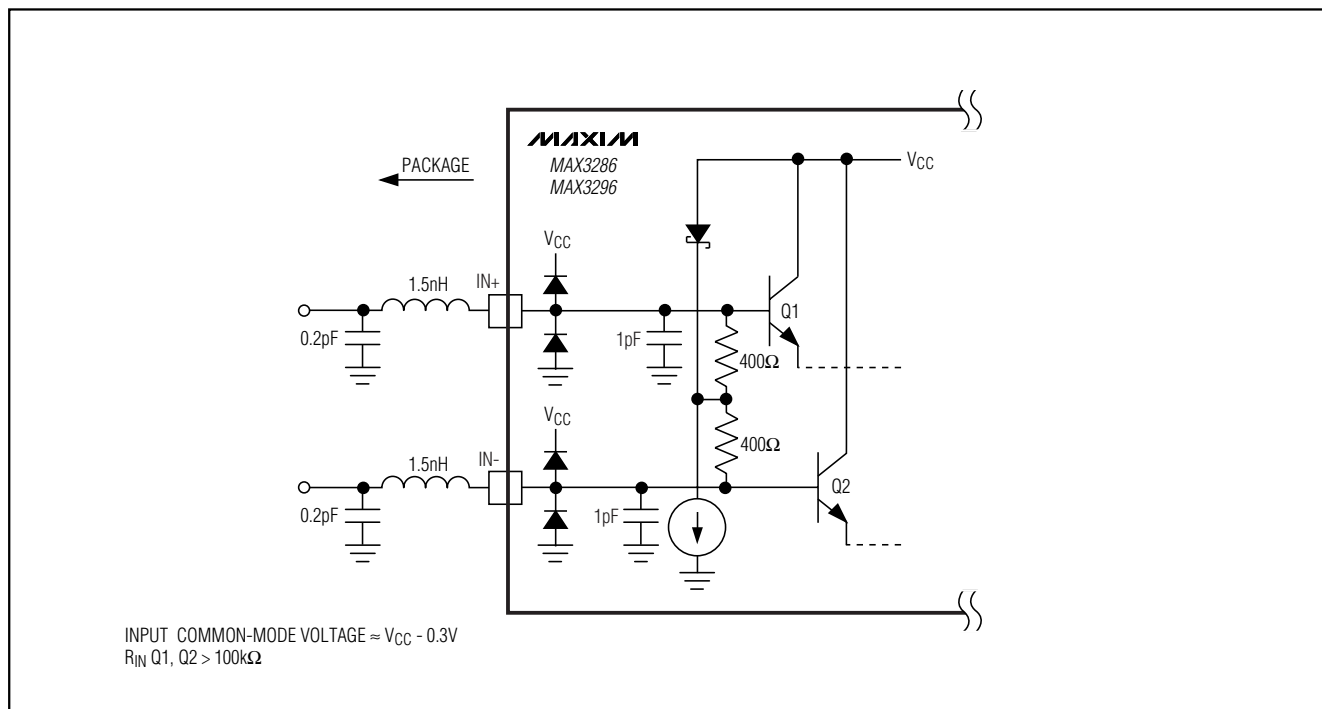 MAXIM
MAX3286
MAX3296
PACKAGE
VCC
VCC
1.5nH
IN+
0.2pF
1pF
Q1
400Ω
VCC
400Ω
1.5nH
IN-
0.2pF
1pF
Q2
INPUT COMMON-MODE VOLTAGE ≈ VCC - 0.3V
RIN Q1, Q2 > 100kΩ